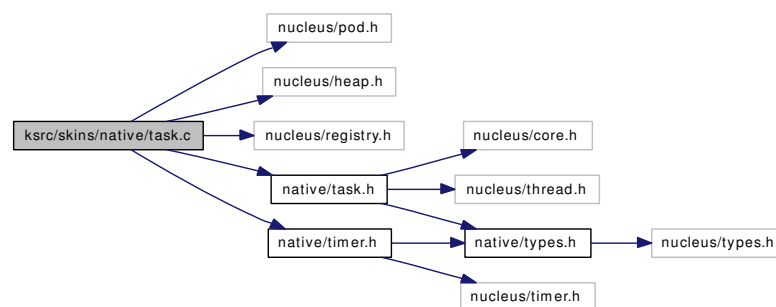 nucleus/pod.h
nucleus/heap.h
ksrc/skins/native/task.c
nucleus/registry.h
nucleus/core.h
native/task.h
nucleus/thread.h
native/timer.h
native/types.h
nucleus/types.h
nucleus/timer.h